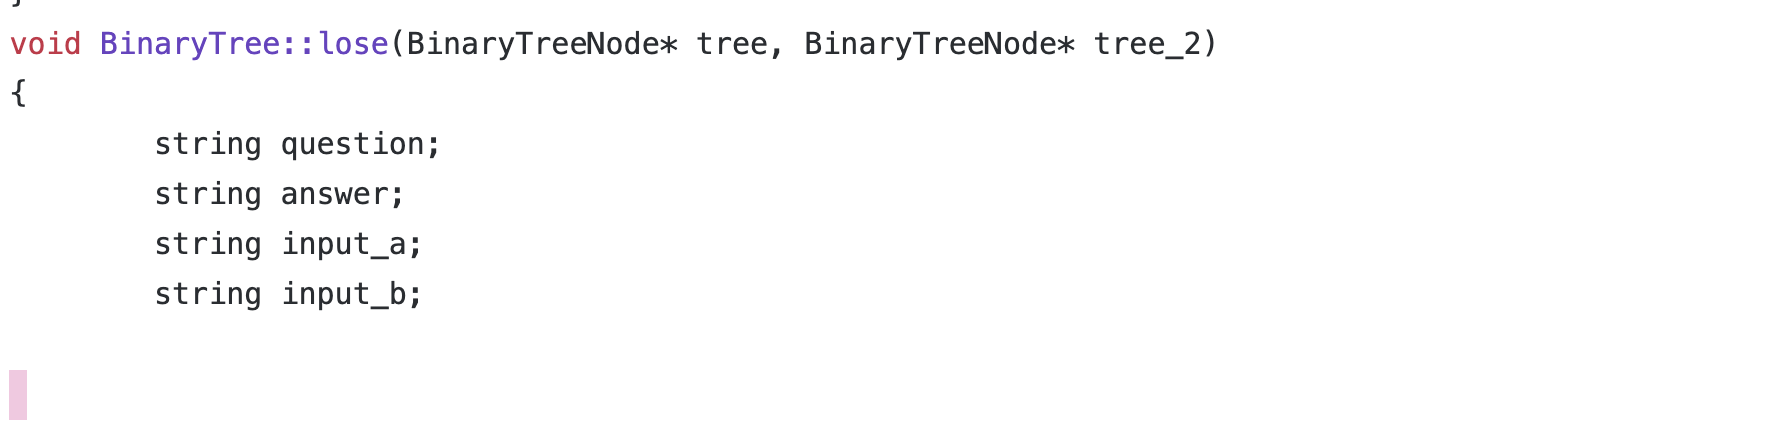 }
void BinaryTree::lose(BinaryTreeNode* tree, BinaryTreeNode* tree_2)
{
        string question;
        string answer;
        string input_a;
        string input_b;